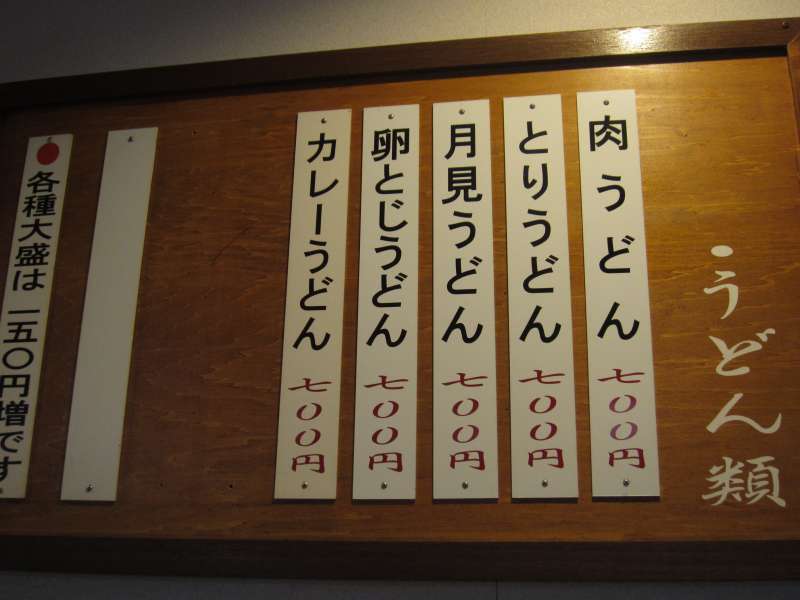 うどん類
肉うどん 七〇〇円
とりうどん 七〇〇円
月見うどん 七〇〇円
卵とじうどん 七〇〇円
カレーうどん 七〇〇円
各種大盛は 一五〇円増です